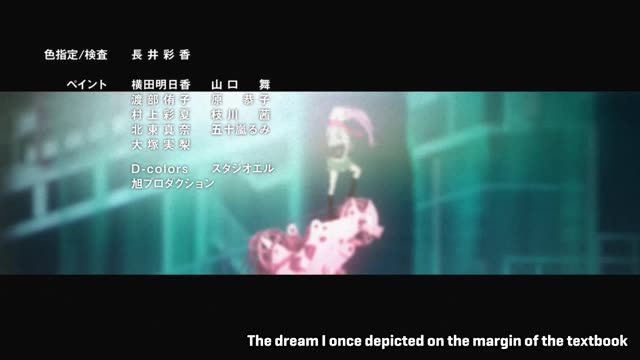 色指定/検査 長井彩香
ペイント 横田明日香 山口 舞
渡部侑子 原 恭子
村上彩夏 枝川 茜
北東真奈 五十嵐るみ
大塚実梨
D-colors スタジオエル
旭プロダクション
The dream I once depicted on the margin of the textbook